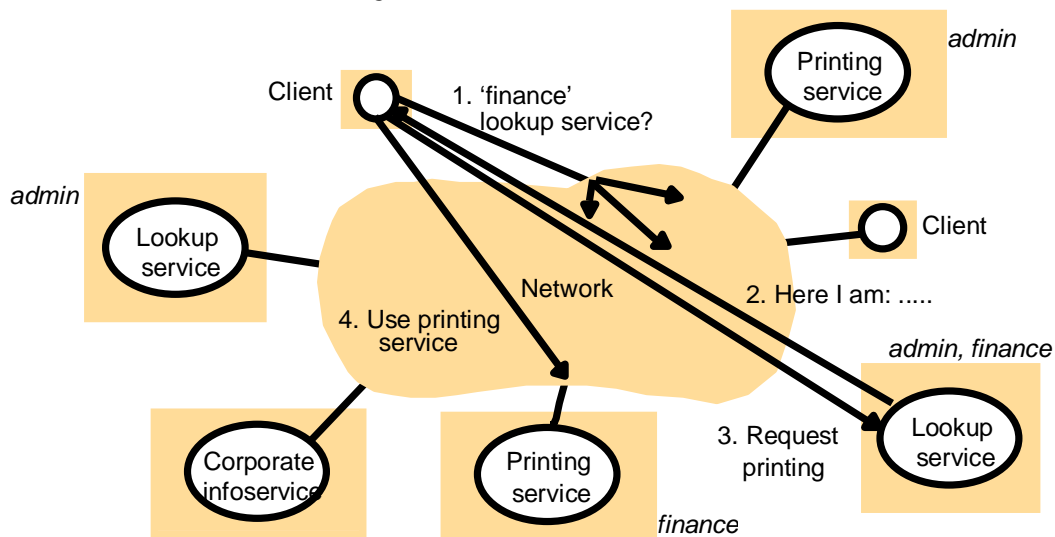 admin
Printing
service
Client
1. ‘finance’
lookup service?
admin
Lookup
service
Client
Network
2. Here I am: .....
4. Use printing
service
admin, finance
Corporate
infoservice
Printing
service
finance
3. Request
printing
Lookup
service